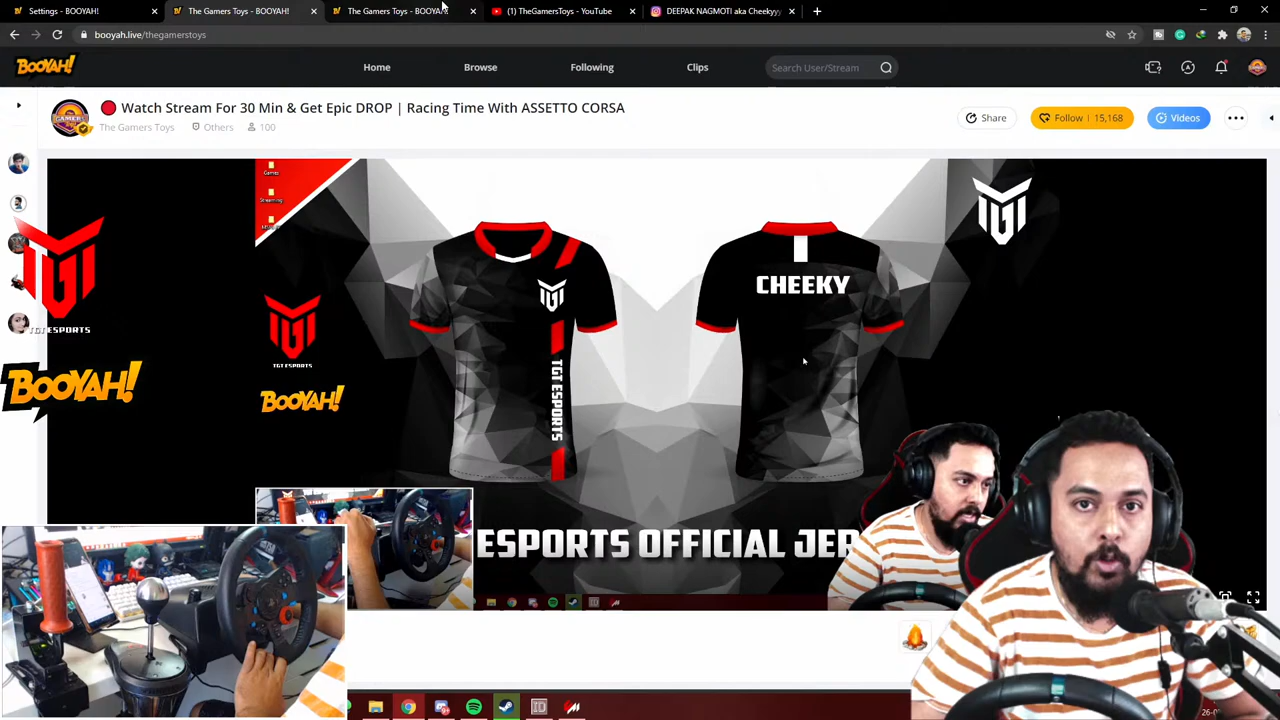 Settings - BOOYAH!
The Gamers Toys - BOOYAH!
The Gamers Toys - BOOYAH!
(1) TheGamersToys - YouTube
DEEPAK NAGMOTI aka Cheekyyy
booyah.live/thegamerstoys
BOOYAH!
Home
Browse
Following
Clips
Search User/Stream
Watch Stream For 30 Min & Get Epic DROP | Racing Time With ASSETTO CORSA
The Gamers Toys
Others
100
Share
Follow | 15,168
Videos
Games
Streaming
CHEEKY
TGT ESPORTS
TGT ESPORTS
TGT ESPORTS
BOOYAH!
BOOYAH!
ESPORTS OFFICIAL JER